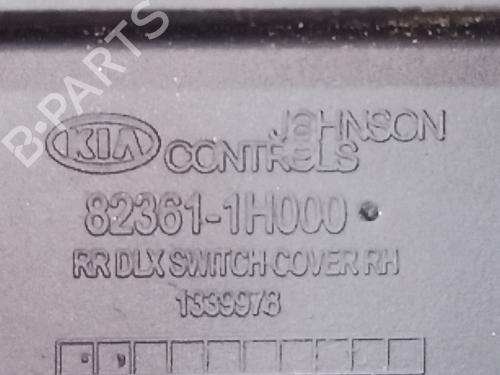 B-PARTS
KIA
JOHNSON
CONTROLS
82361-1H000
RR DLX SWITCH COVER RH
1339978